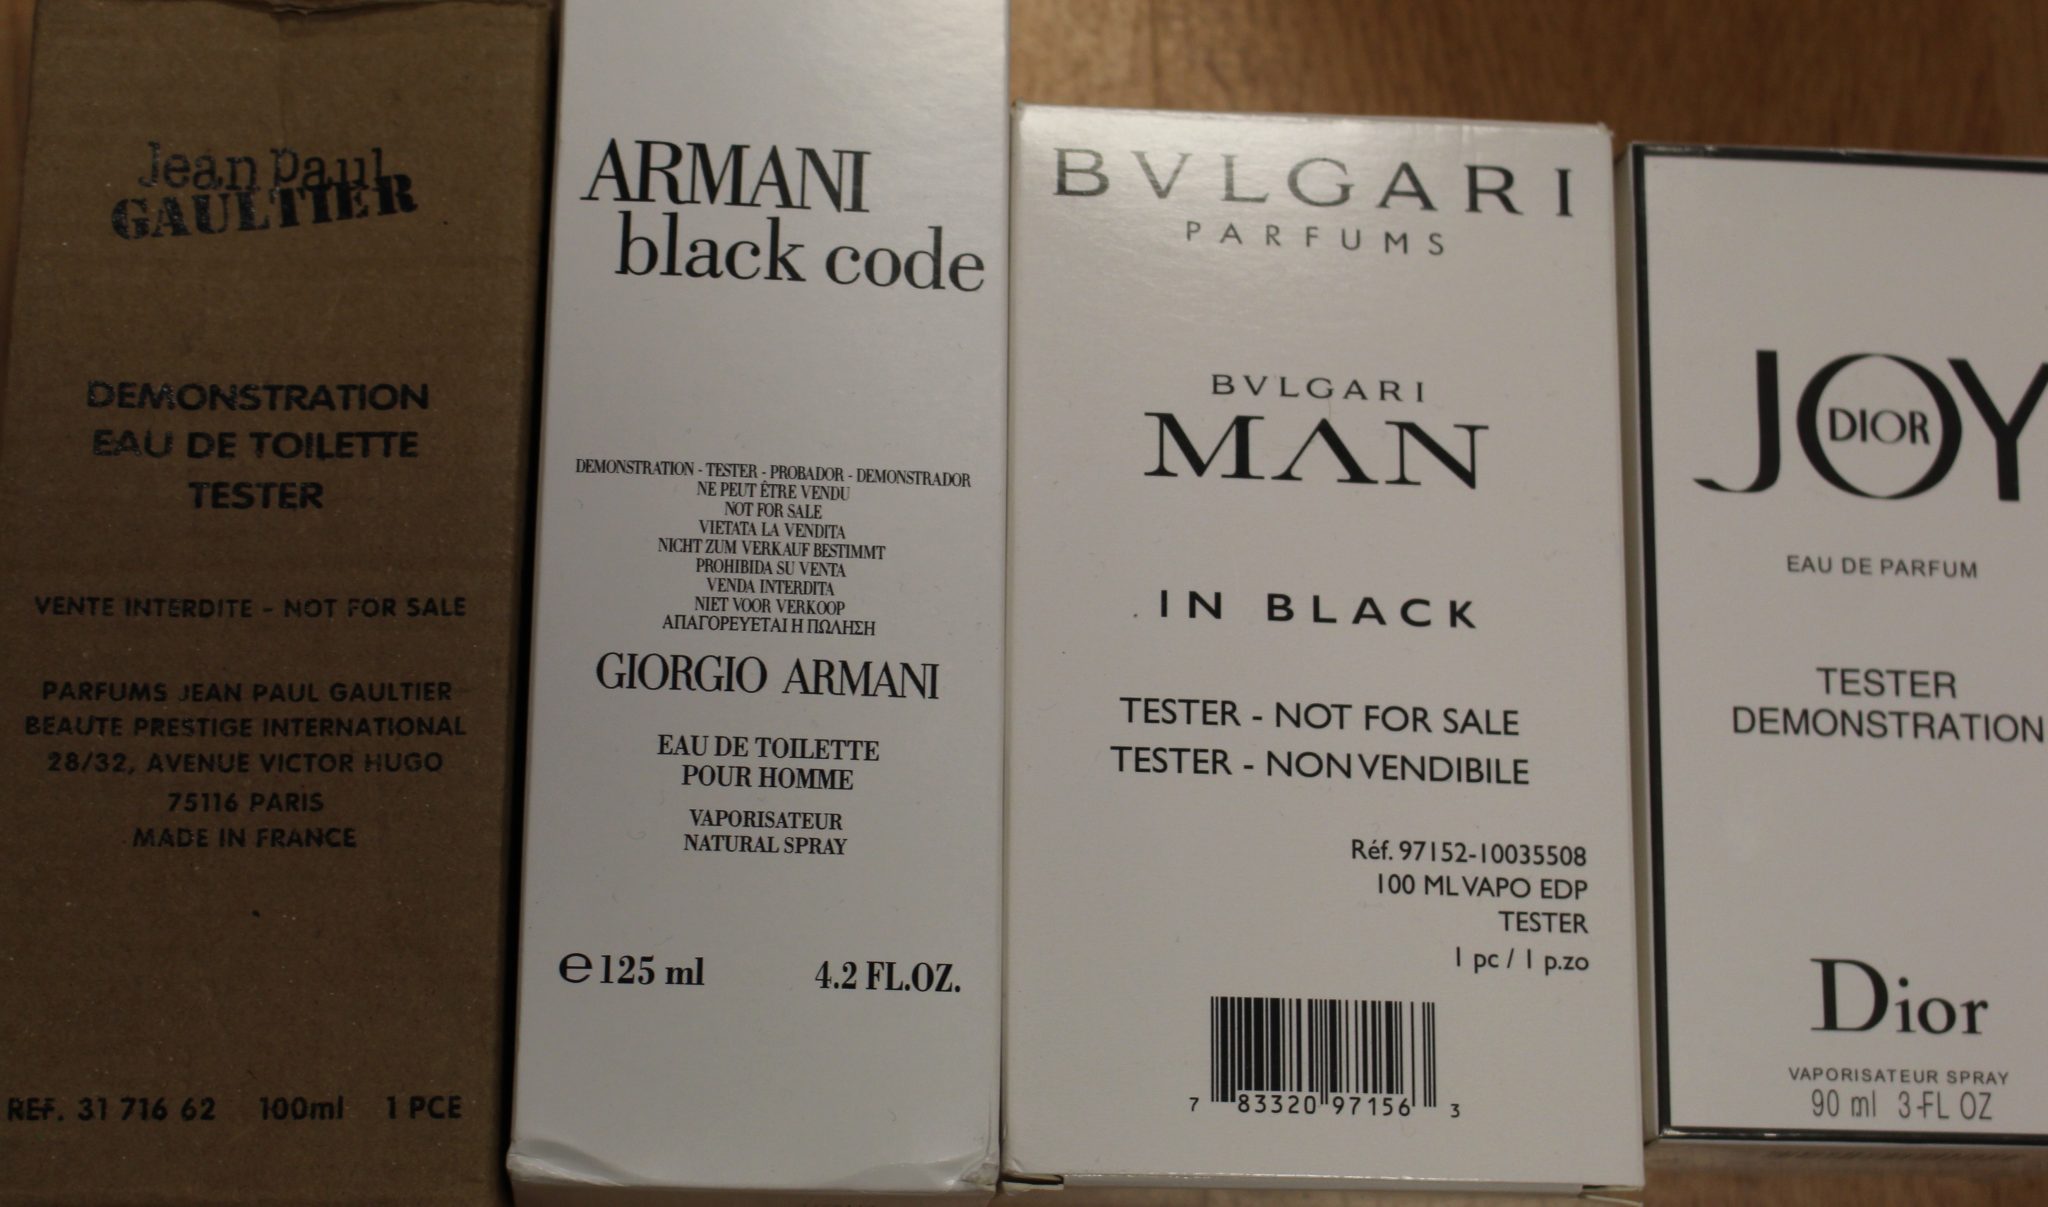 Jean Paul
GAULTIER
DEMONSTRATION
EAU DE TOILETTE
TESTER
VENTE INTERDITE - NOT FOR SALE
PARFUMS JEAN PAUL GAULTIER
BEAUTE PRESTIGE INTERNATIONAL
28/32, AVENUE VICTOR HUGO
75116 PARIS
MADE IN FRANCE
REF. 31 716 62 100ml 1 PCE
ARMANI
black code
DEMONSTRATION - TESTER - PROBADOR - DEMONSTRADOR
NE PEUT ÊTRE VENDU
NOT FOR SALE
VIETATA LA VENDITA
NICHT ZUM VERKAUF BESTIMMT
PROHIBIDA SU VENTA
VENDA INTERDITA
NIET VOOR VERKOOP
ΑΠΑΓΟΡΕΥΕΤΑΙ Η ΠΩΛΗΣΗ
GIORGIO ARMANI
EAU DE TOILETTE
POUR HOMME
VAPORISATEUR
NATURAL SPRAY
℮125 ml 4.2 FL.OZ.
BVLGARI
PARFUMS
BVLGARI
MAN
IN BLACK
TESTER - NOT FOR SALE
TESTER - NON VENDIBILE
Réf. 97152-10035508
100 ML VAPO EDP
TESTER
1 pc / 1 p.zo
7 83320 97156 3
JOY
DIOR
EAU DE PARFUM
TESTER
DEMONSTRATION
Dior
VAPORISATEUR SPRAY
90 ml 3-FL OZ